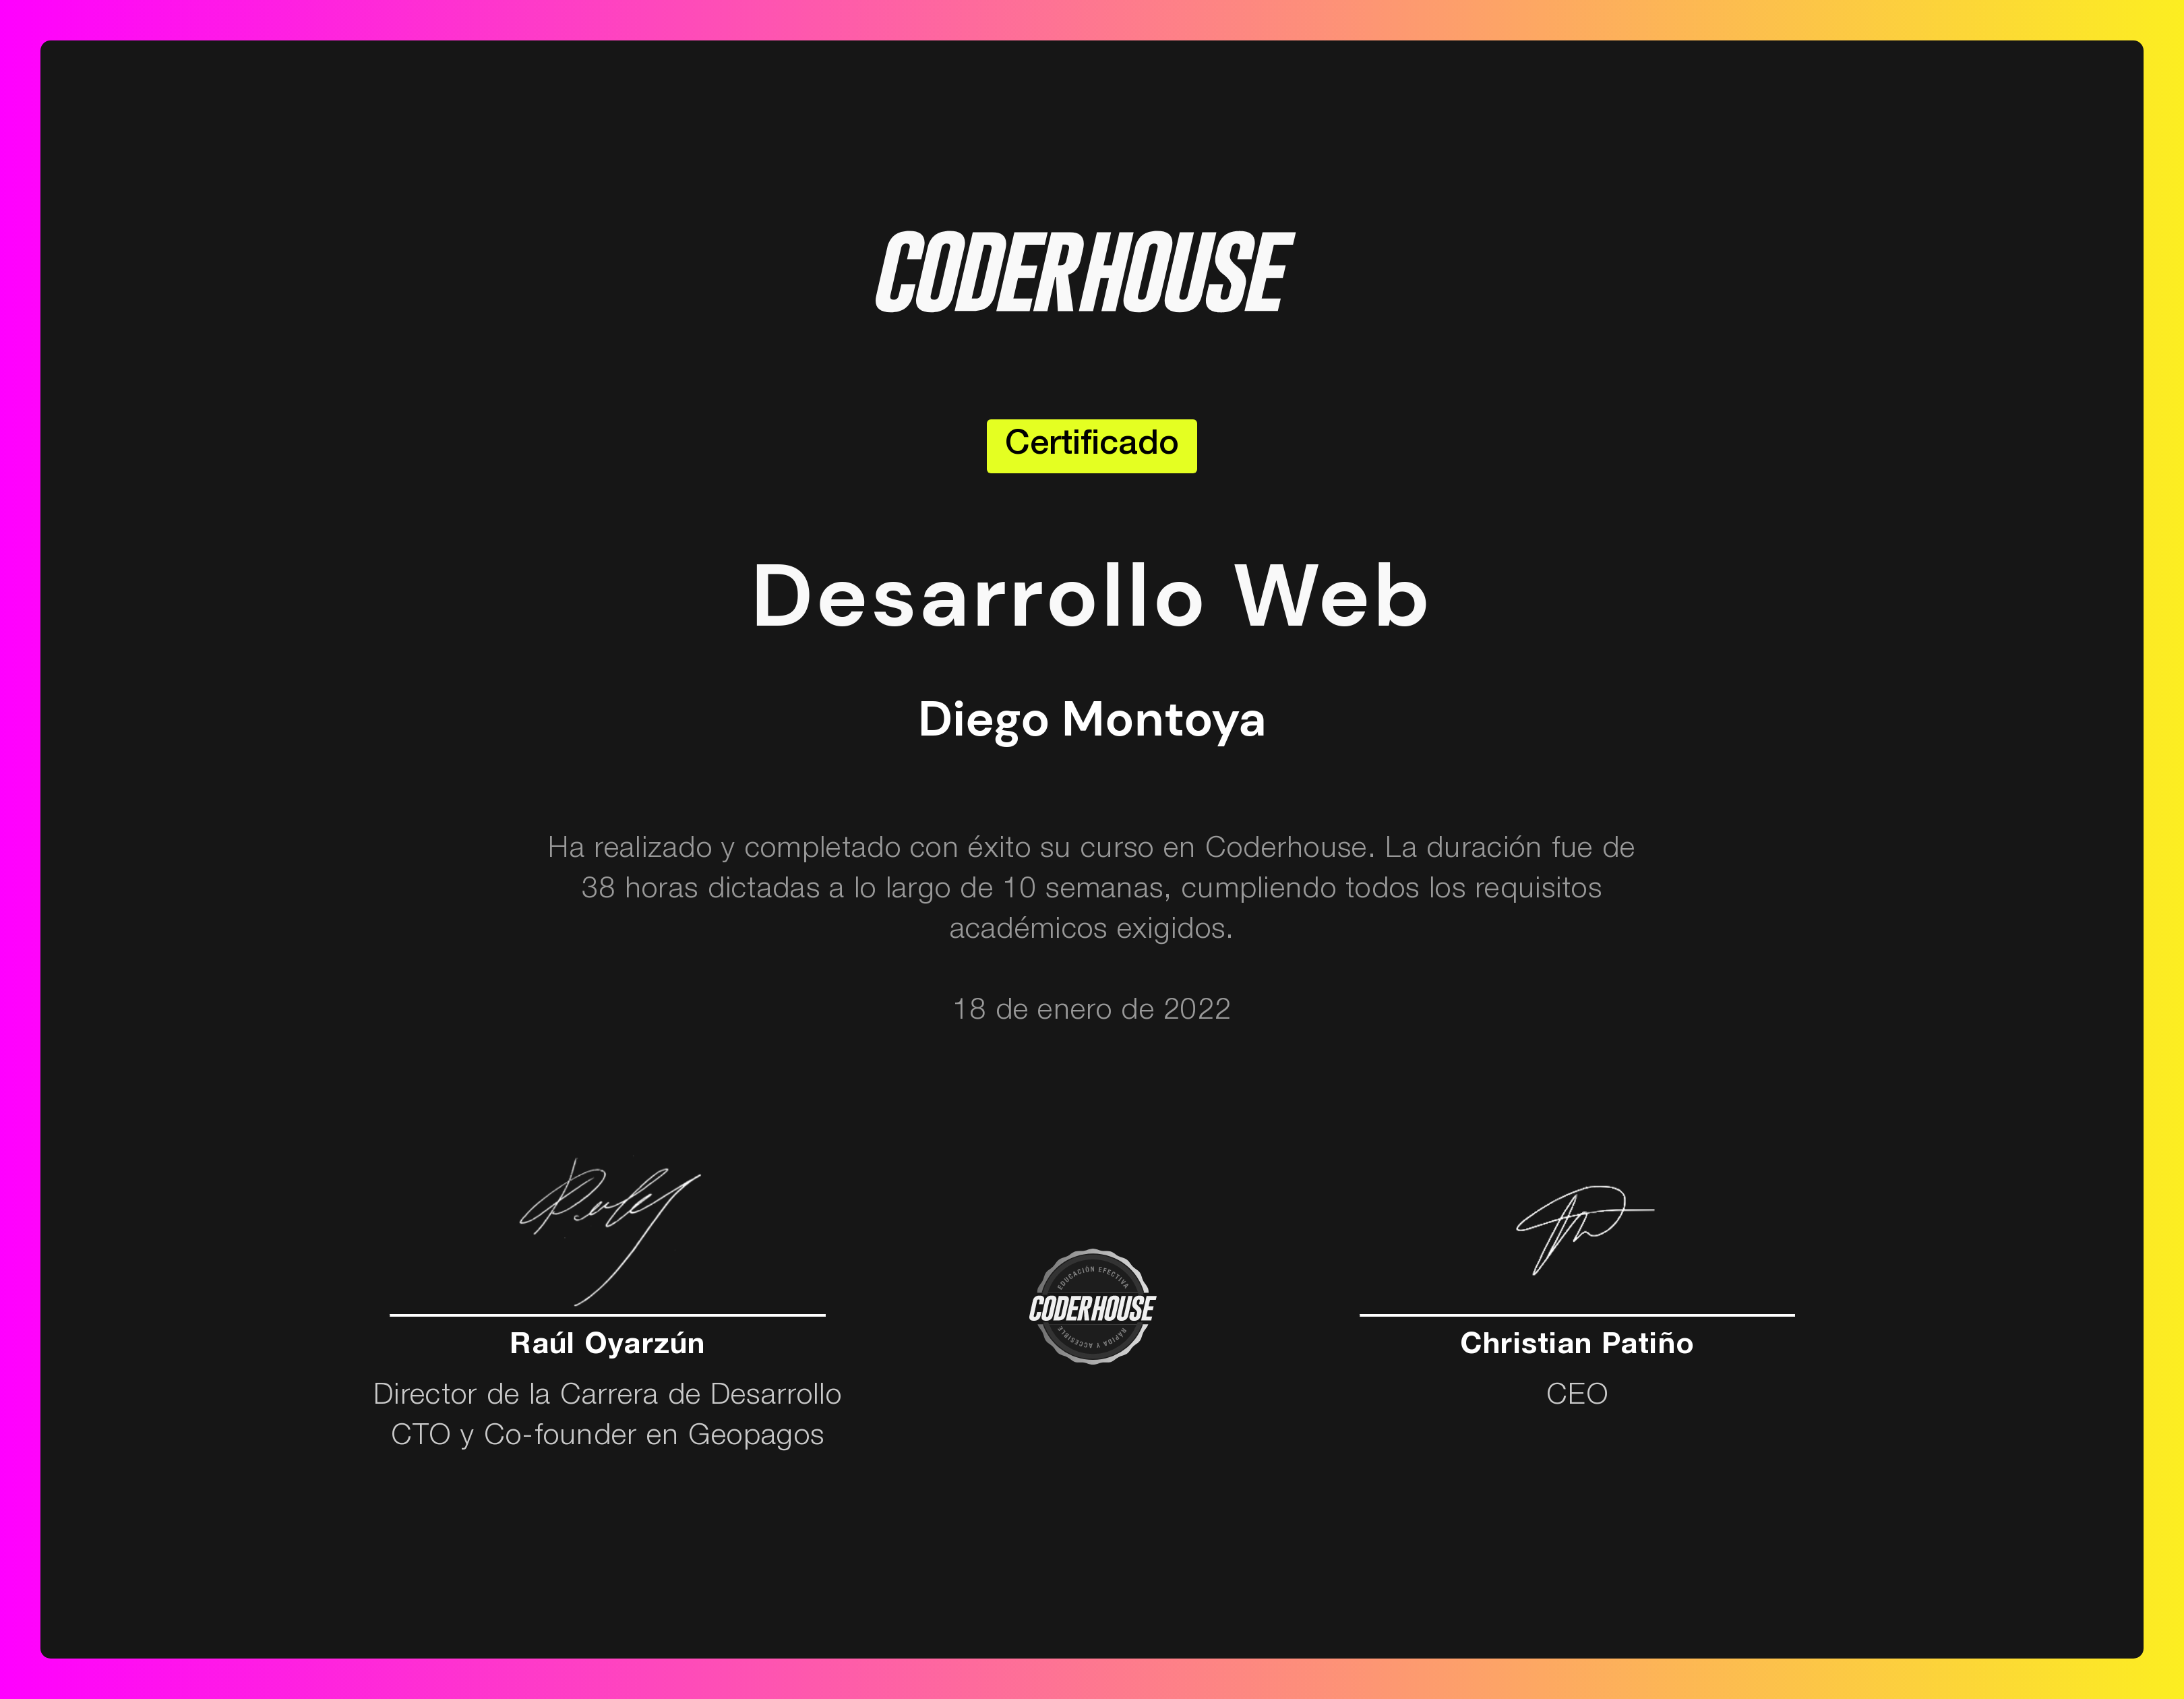 CODERHOUSE
Certificado
Desarrollo Web
Diego Montoya
Ha realizado y completado con éxito su curso en Coderhouse. La duración fue de
38 horas dictadas a lo largo de 10 semanas, cumpliendo todos los requisitos
académicos exigidos.
18 de enero de 2022
EDUCACIÓN EFECTIVA
CODERHOUSE
RÁPIDA Y ACCESIBLE
Raúl Oyarzún
Director de la Carrera de Desarrollo
CTO y Co-founder en Geopagos
Christian Patiño
CEO